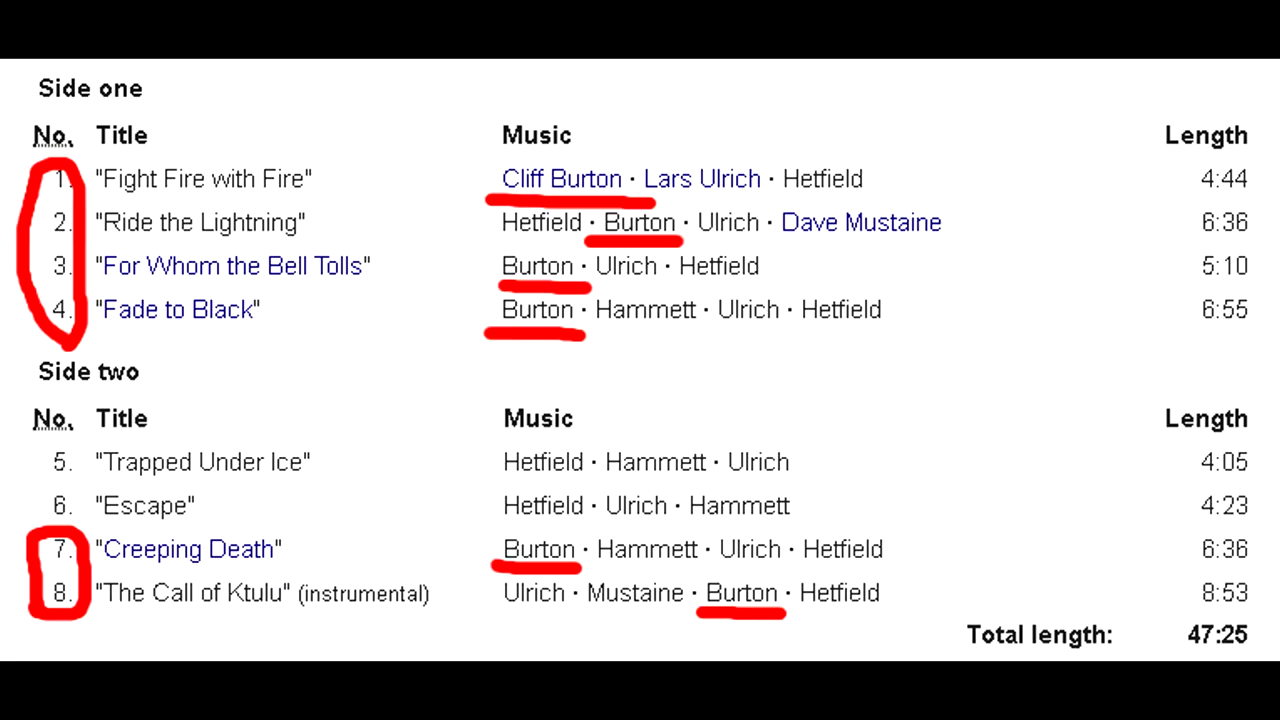 Side one
No. Title Music Length
1. "Fight Fire with Fire" Cliff Burton · Lars Ulrich · Hetfield 4:44
2. "Ride the Lightning" Hetfield · Burton · Ulrich · Dave Mustaine 6:36
3. "For Whom the Bell Tolls" Burton · Ulrich · Hetfield 5:10
4. "Fade to Black" Burton · Hammett · Ulrich · Hetfield 6:55
Side two
No. Title Music Length
5. "Trapped Under Ice" Hetfield · Hammett · Ulrich 4:05
6. "Escape" Hetfield · Ulrich · Hammett 4:23
7. "Creeping Death" Burton · Hammett · Ulrich · Hetfield 6:36
8. "The Call of Ktulu" (instrumental) Ulrich · Mustaine · Burton · Hetfield 8:53
Total length: 47:25